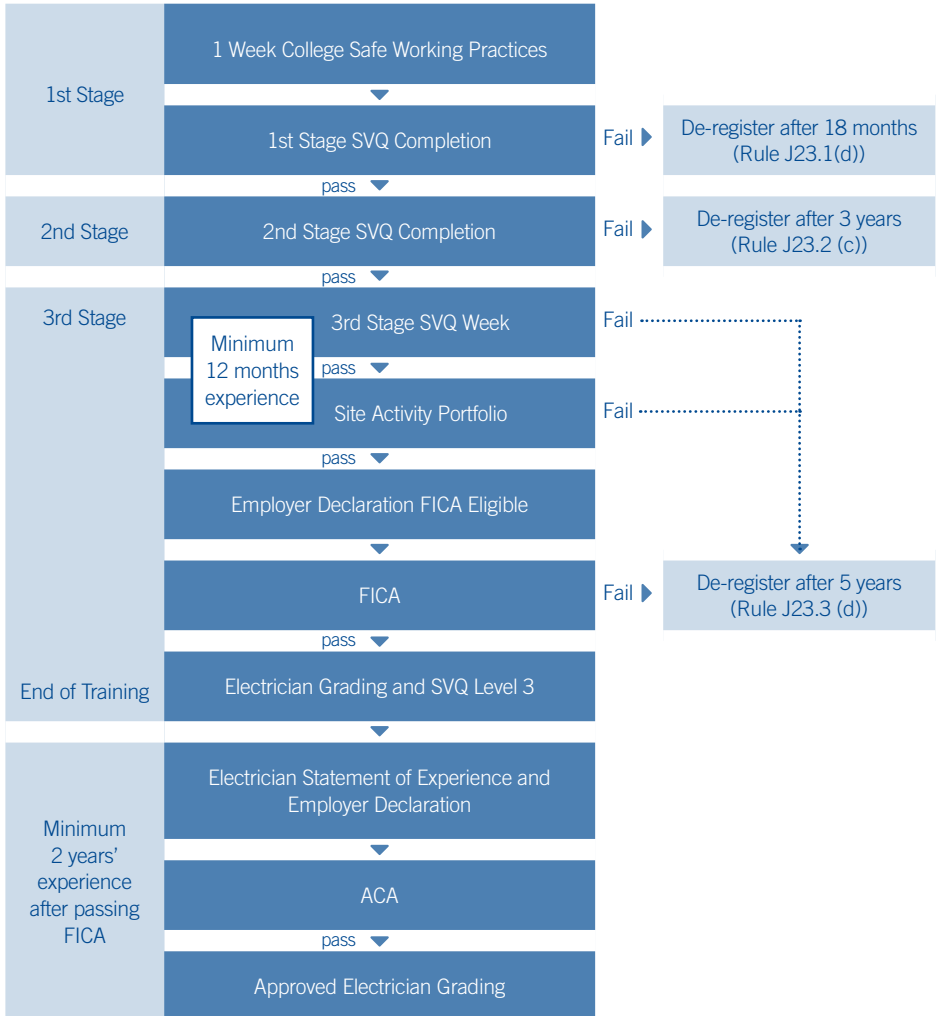 1st Stage
1 Week College Safe Working Practices
1st Stage SVQ Completion
Fail
De-register after 18 months
(Rule J23.1(d))
pass
2nd Stage
2nd Stage SVQ Completion
Fail
De-register after 3 years
(Rule J23.2 (c))
pass
3rd Stage
Minimum
12 months
experience
3rd Stage SVQ Week
Fail
pass
Site Activity Portfolio
Fail
pass
Employer Declaration FICA Eligible
FICA
Fail
De-register after 5 years
(Rule J23.3 (d))
pass
End of Training
Electrician Grading and SVQ Level 3
Minimum
2 years’
experience
after passing
FICA
Electrician Statement of Experience and
Employer Declaration
ACA
pass
Approved Electrician Grading